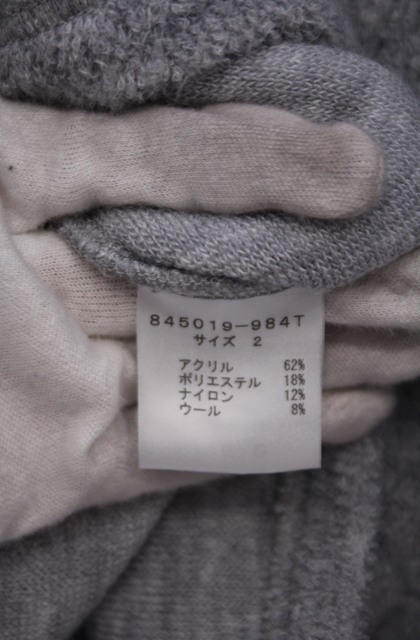 845019-984T
サイズ 2
アクリル 62%
ポリエステル 18%
ナイロン 12%
ウール 8%